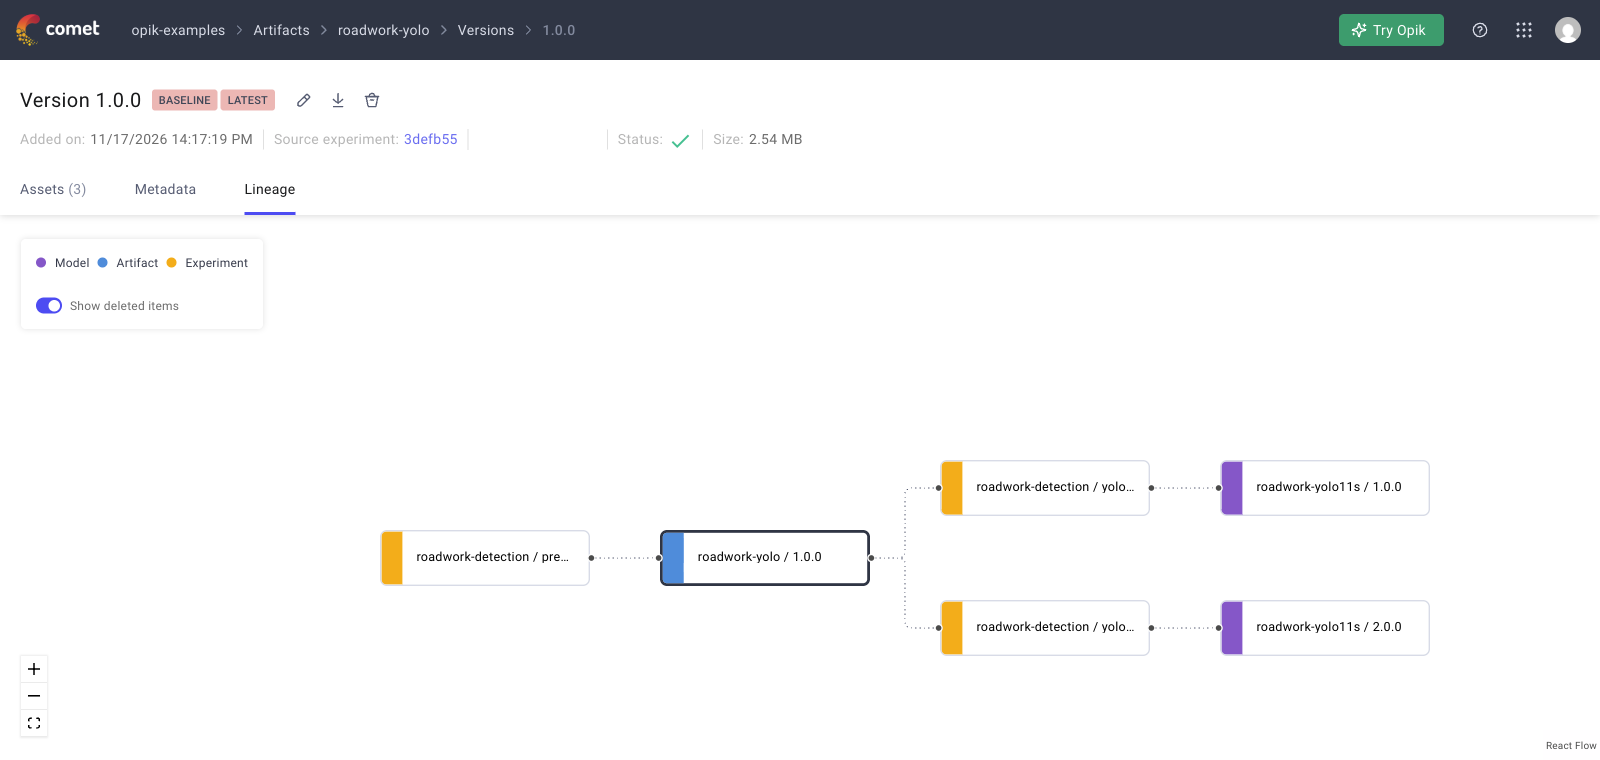 comet opik-examples Artifacts roadwork-yolo Versions 1.0.0 Try Opik
Version 1.0.0 BASELINE LATEST
Added on: 11/17/2026 14:17:19 PM Source experiment: 3defb55 Status: Size: 2.54 MB
Assets (3) Metadata Lineage
Model Artifact Experiment
Show deleted items
roadwork-detection / yolo... roadwork-yolo11s / 1.0.0
roadwork-detection / pre... roadwork-yolo / 1.0.0
roadwork-detection / yolo... roadwork-yolo11s / 2.0.0
React Flow